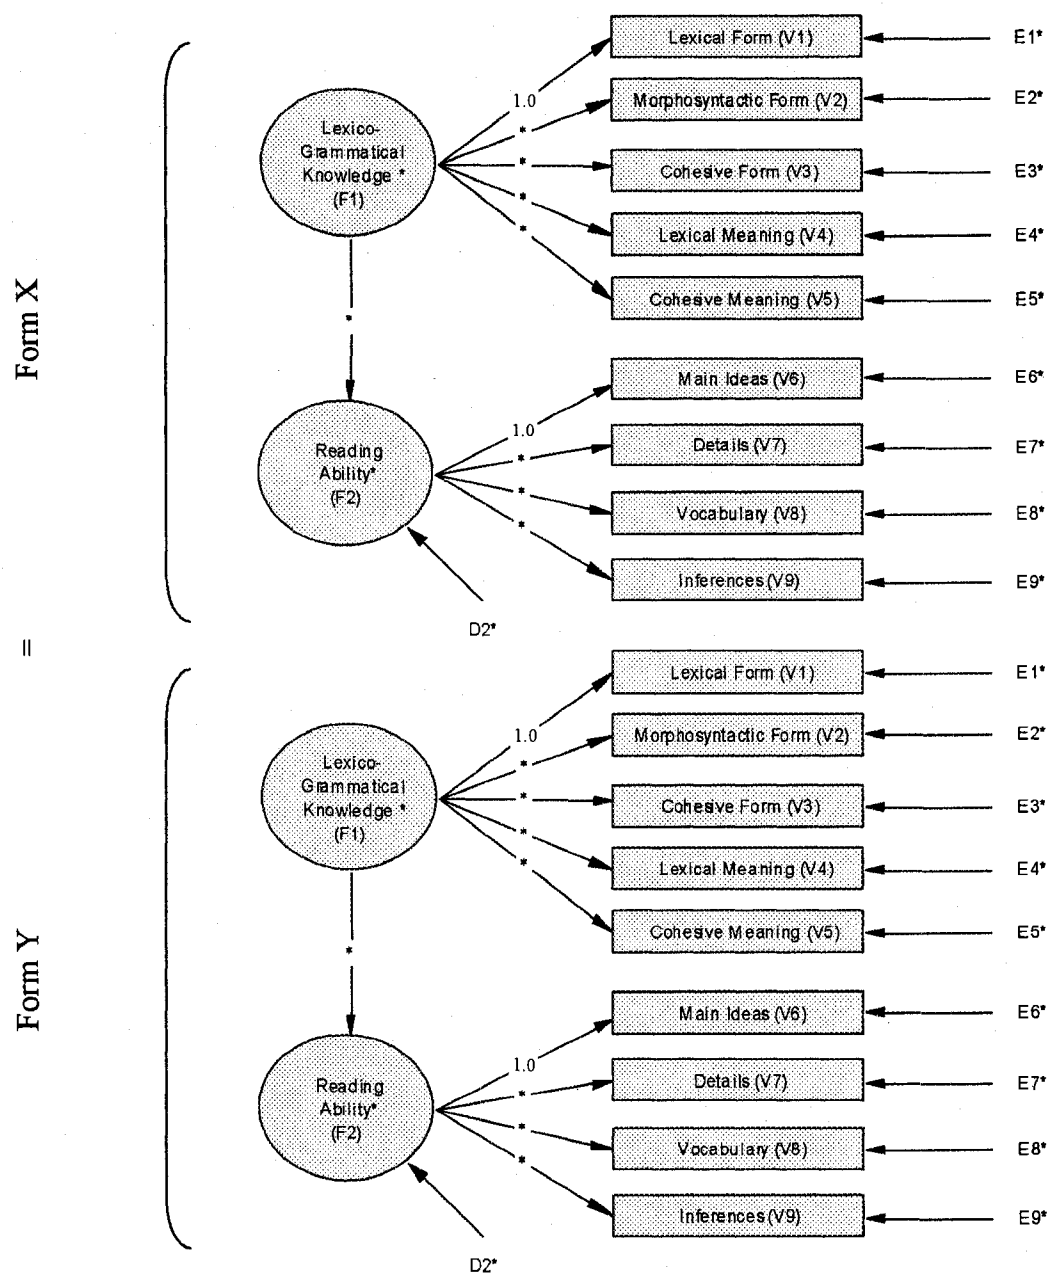 Form X
Lexico-
Grammatical
Knowledge *
(F1)
1.0
*
*
*
*
Lexical Form (V1)
E1*
Morphosyntactic Form (V2)
E2*
Cohesive Form (V3)
E3*
Lexical Meaning (V4)
E4*
Cohesive Meaning (V5)
E5*
*
Reading
Ability*
(F2)
1.0
*
*
*
Main Ideas (V6)
E6*
Details (V7)
E7*
Vocabulary (V8)
E8*
Inferences (V9)
E9*
D2*
=
Form Y
Lexico-
Grammatical
Knowledge *
(F1)
1.0
*
*
*
*
Lexical Form (V1)
E1*
Morphosyntactic Form (V2)
E2*
Cohesive Form (V3)
E3*
Lexical Meaning (V4)
E4*
Cohesive Meaning (V5)
E5*
*
Reading
Ability*
(F2)
1.0
*
*
*
Main Ideas (V6)
E6*
Details (V7)
E7*
Vocabulary (V8)
E8*
Inferences (V9)
E9*
D2*